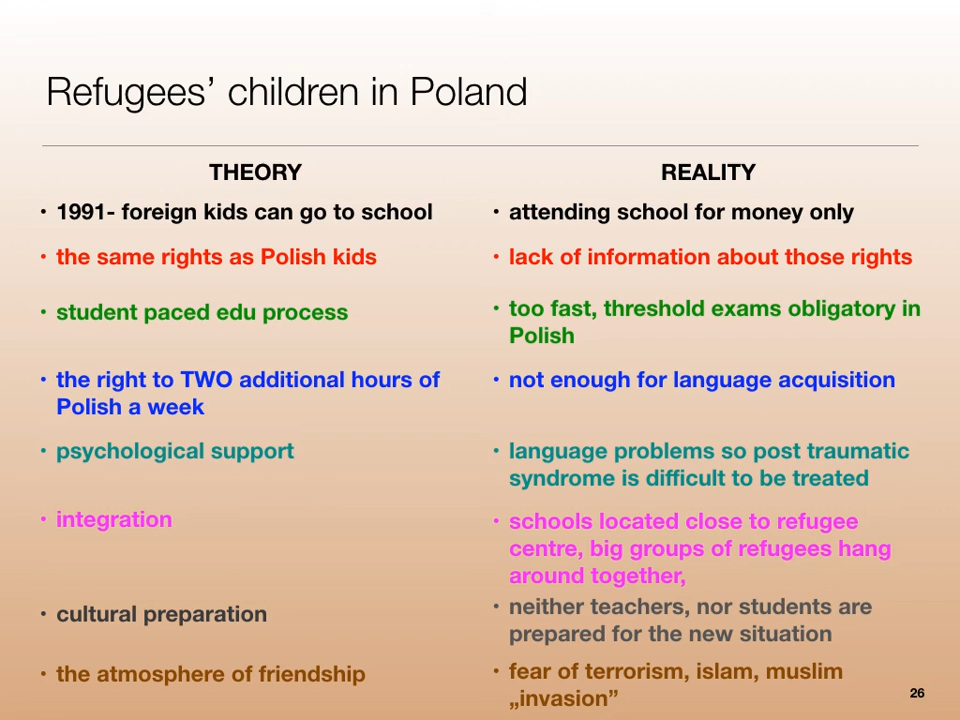 Refugees’ children in Poland
THEORY
• 1991- foreign kids can go to school
• the same rights as Polish kids
• student paced edu process
• the right to TWO additional hours of
Polish a week
• psychological support
• integration
• cultural preparation
• the atmosphere of friendship
REALITY
• attending school for money only
• lack of information about those rights
• too fast, threshold exams obligatory in
Polish
• not enough for language acquisition
• language problems so post traumatic
syndrome is difficult to be treated
• schools located close to refugee
centre, big groups of refugees hang
around together,
• neither teachers, nor students are
prepared for the new situation
• fear of terrorism, islam, muslim
„invasion”
26